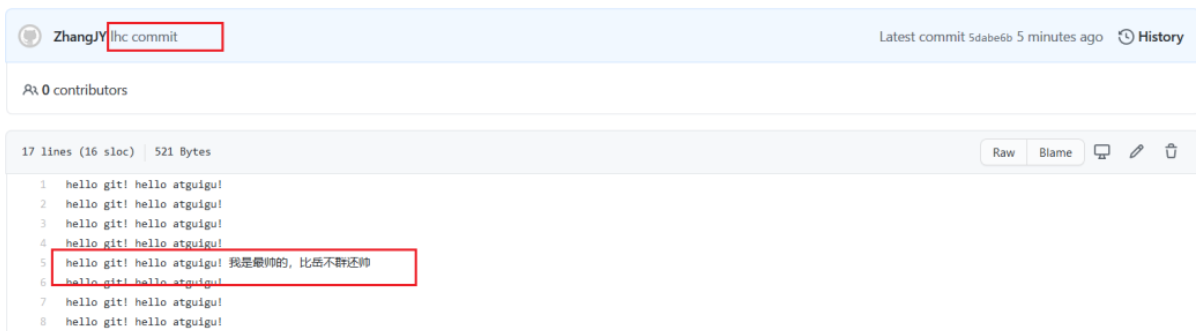 ZhangJY lhc commit Latest commit 5dabe6b 5 minutes ago History
0 contributors
17 lines (16 sloc) 521 Bytes Raw Blame
1 hello git! hello atguigu!
2 hello git! hello atguigu!
3 hello git! hello atguigu!
4 hello git! hello atguigu!
5 hello git! hello atguigu! 我是最帅的，比岳不群还帅
6 hello git! hello atguigu!
7 hello git! hello atguigu!
8 hello git! hello atguigu!